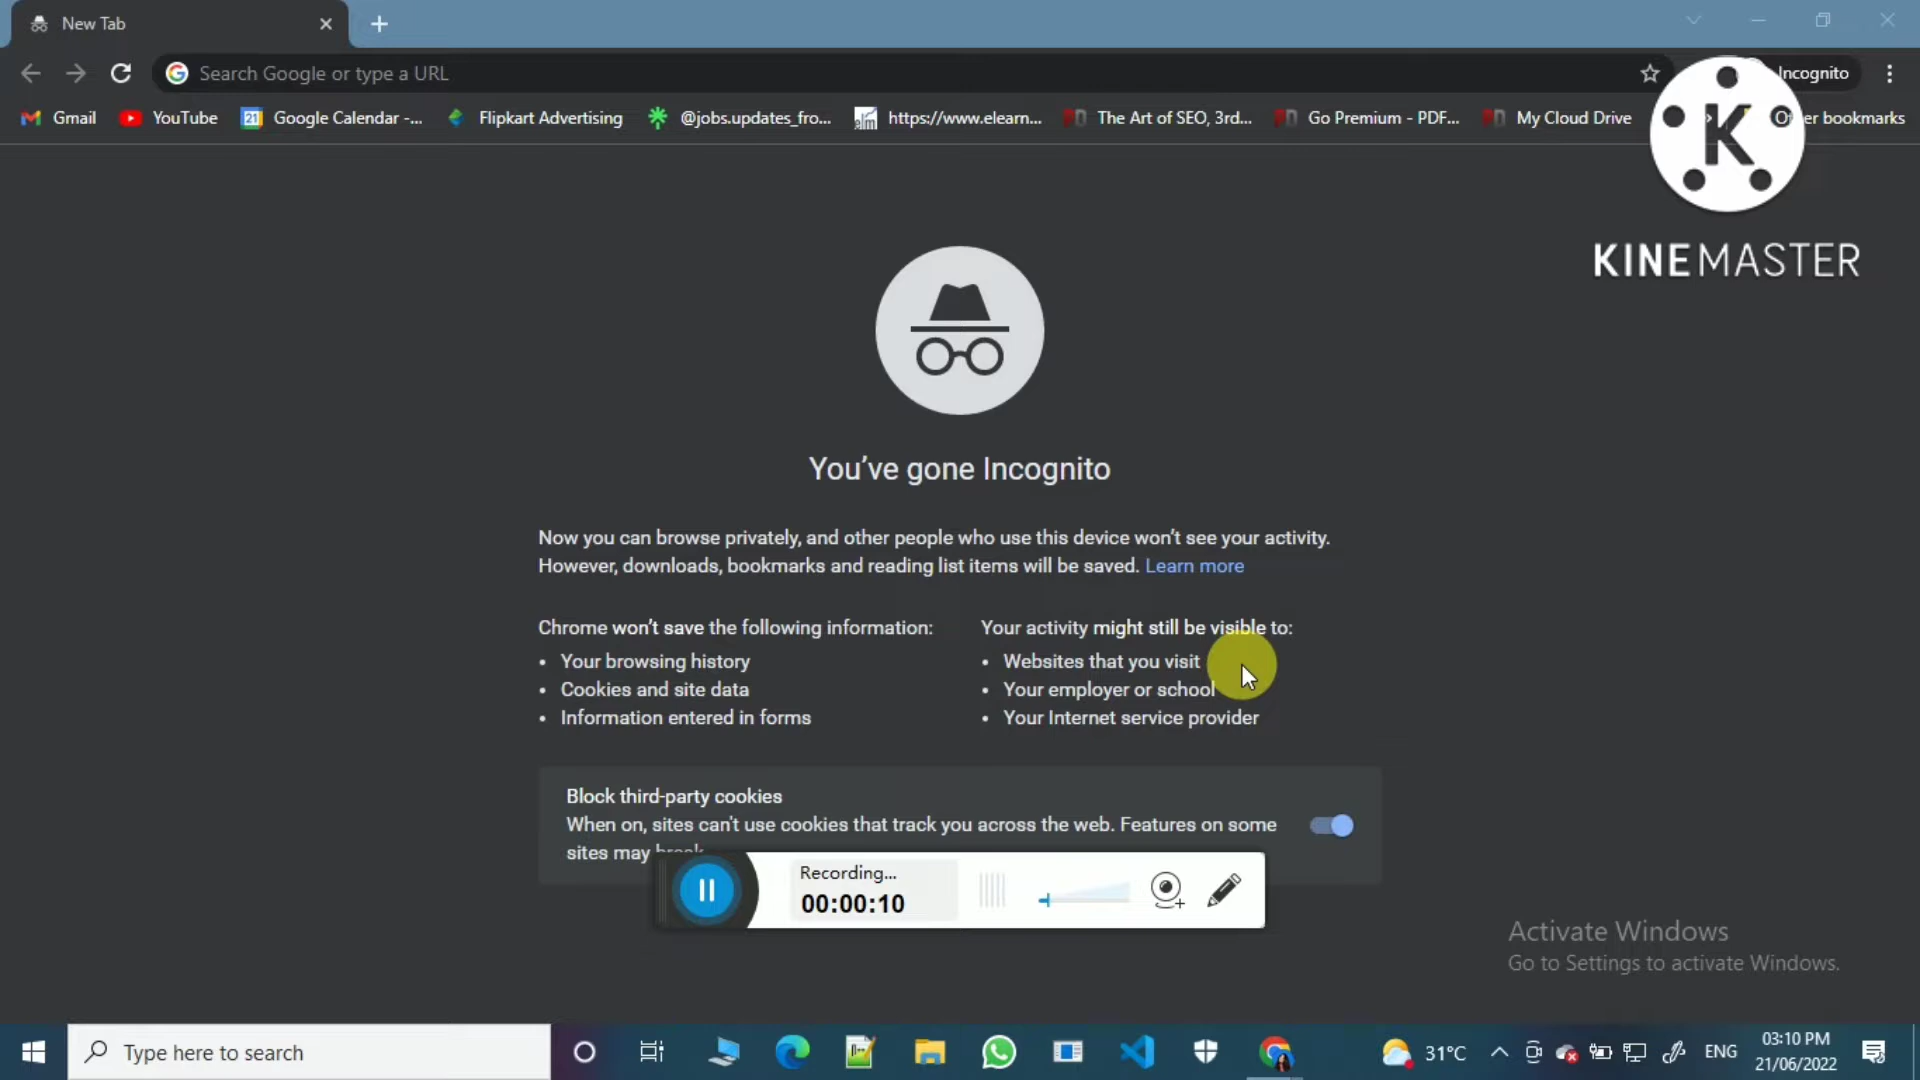 New Tab
Search Google or type a URL
Incognito
Gmail
YouTube
Google Calendar -...
Flipkart Advertising
@jobs.updates_fro...
https://www.elearn...
The Art of SEO, 3rd...
Go Premium - PDF...
My Cloud Drive
bookmarks
K
KINEMASTER
You've gone Incognito
Now you can browse privately, and other people who use this device won't see your activity.
However, downloads, bookmarks and reading list items will be saved. Learn more
Chrome won't save the following information:
• Your browsing history
• Cookies and site data
• Information entered in forms
Your activity might still be visible to:
• Websites that you visit
• Your employer or school
• Your Internet service provider
Block third-party cookies
When on, sites can't use cookies that track you across the web. Features on some
sites may
Recording...
00:00:10
Activate Windows
Go to Settings to activate Windows.
Type here to search
31°C
ENG
03:10 PM
21/06/2022